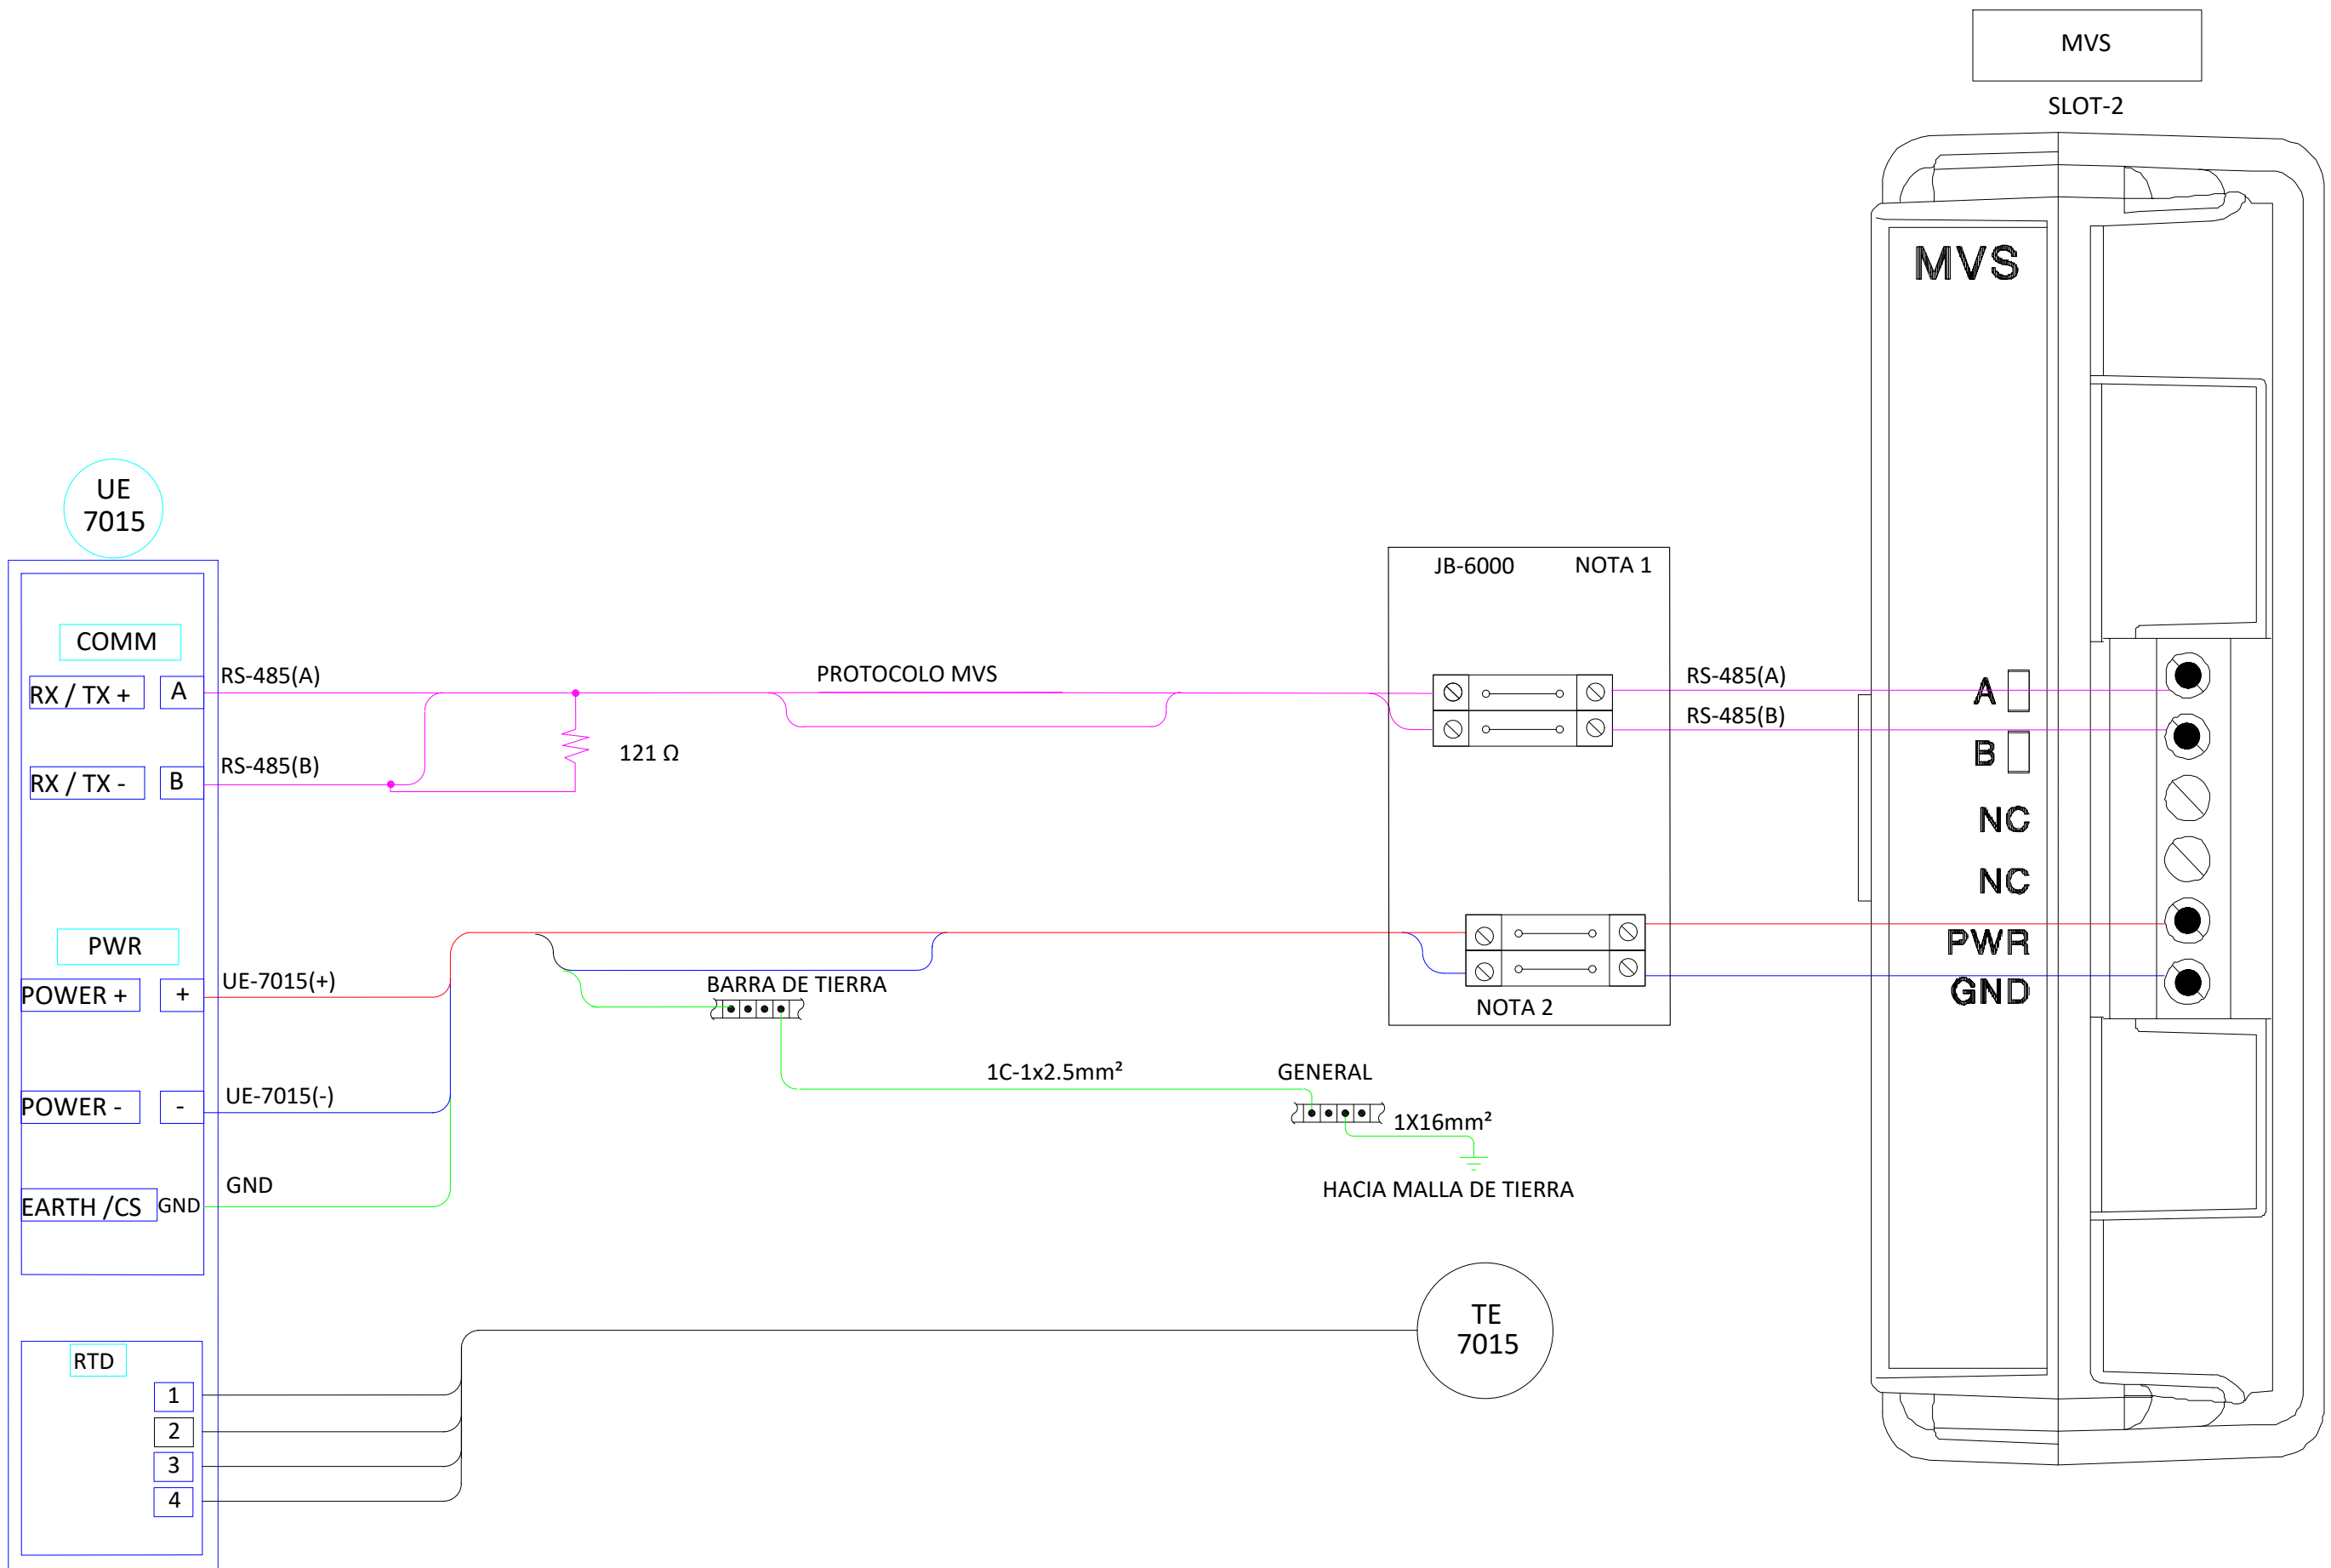 MVS
SLOT-2
MVS
UE
7015
JB-6000 NOTA 1
COMM
RX / TX + A RS-485(A)
PROTOCOLO MVS
RS-485(A)
A
RS-485(B)
B
121 Ω
RX / TX - B RS-485(B)
NC
NC
PWR
PWR
POWER + + UE-7015(+)
BARRA DE TIERRA
GND
NOTA 2
1C-1x2.5mm²
GENERAL
POWER - - UE-7015(-)
1X16mm²
HACIA MALLA DE TIERRA
EARTH /CS GND GND
TE
7015
RTD
1
2
3
4